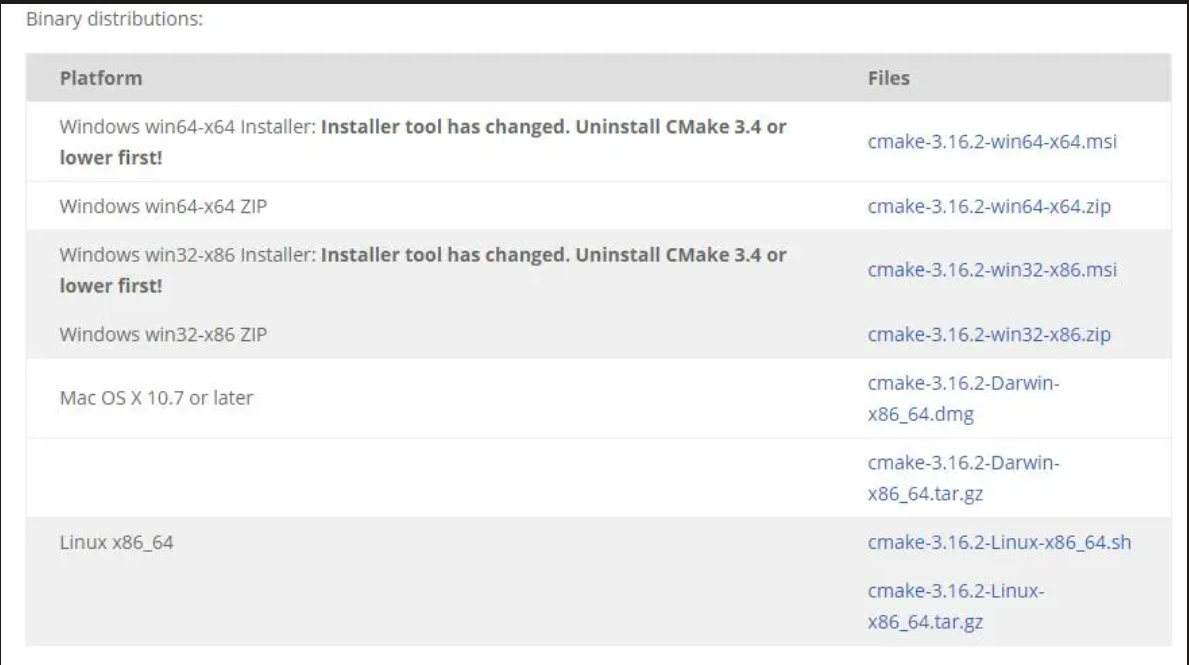 Binary distributions:
Platform
Files
Windows win64-x64 Installer: Installer tool has changed. Uninstall CMake 3.4 or
lower first!
cmake-3.16.2-win64-x64.msi
Windows win64-x64 ZIP
cmake-3.16.2-win64-x64.zip
Windows win32-x86 Installer: Installer tool has changed. Uninstall CMake 3.4 or
lower first!
cmake-3.16.2-win32-x86.msi
Windows win32-x86 ZIP
cmake-3.16.2-win32-x86.zip
Mac OS X 10.7 or later
cmake-3.16.2-Darwin-
x86_64.dmg
cmake-3.16.2-Darwin-
x86_64.tar.gz
Linux x86_64
cmake-3.16.2-Linux-x86_64.sh
cmake-3.16.2-Linux-
x86_64.tar.gz